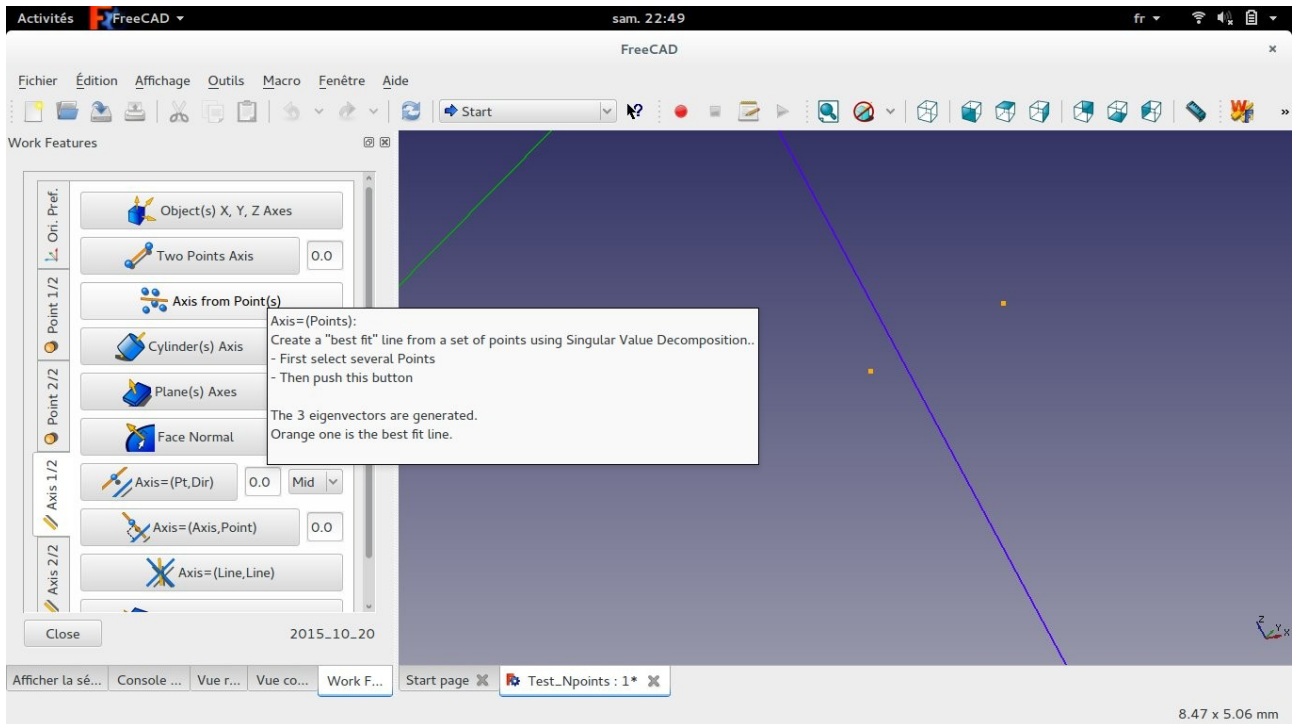 Activités
FreeCAD
sam. 22:49
fr
FreeCAD
Fichier Édition Affichage Outils Macro Fenêtre Aide
Start
Work Features
Ori. Pref.
Point 1/2
Point 2/2
Axis 1/2
Axis 2/2
Object(s) X, Y, Z Axes
Two Points Axis 0.0
Axis from Point(s)
Cylinder(s) Axis
Plane(s) Axes
Face Normal
Axis=(Pt,Dir) 0.0 Mid
Axis=(Axis,Point) 0.0
Axis=(Line,Line)
Axis=(Points):
Create a "best fit" line from a set of points using Singular Value Decomposition..
- First select several Points
- Then push this button
The 3 eigenvectors are generated.
Orange one is the best fit line.
Z Y X
Close 2015_10_20
Afficher la sé... Console ... Vue r... Vue co... Work F...
Start page Test_Npoints : 1*
8.47 x 5.06 mm